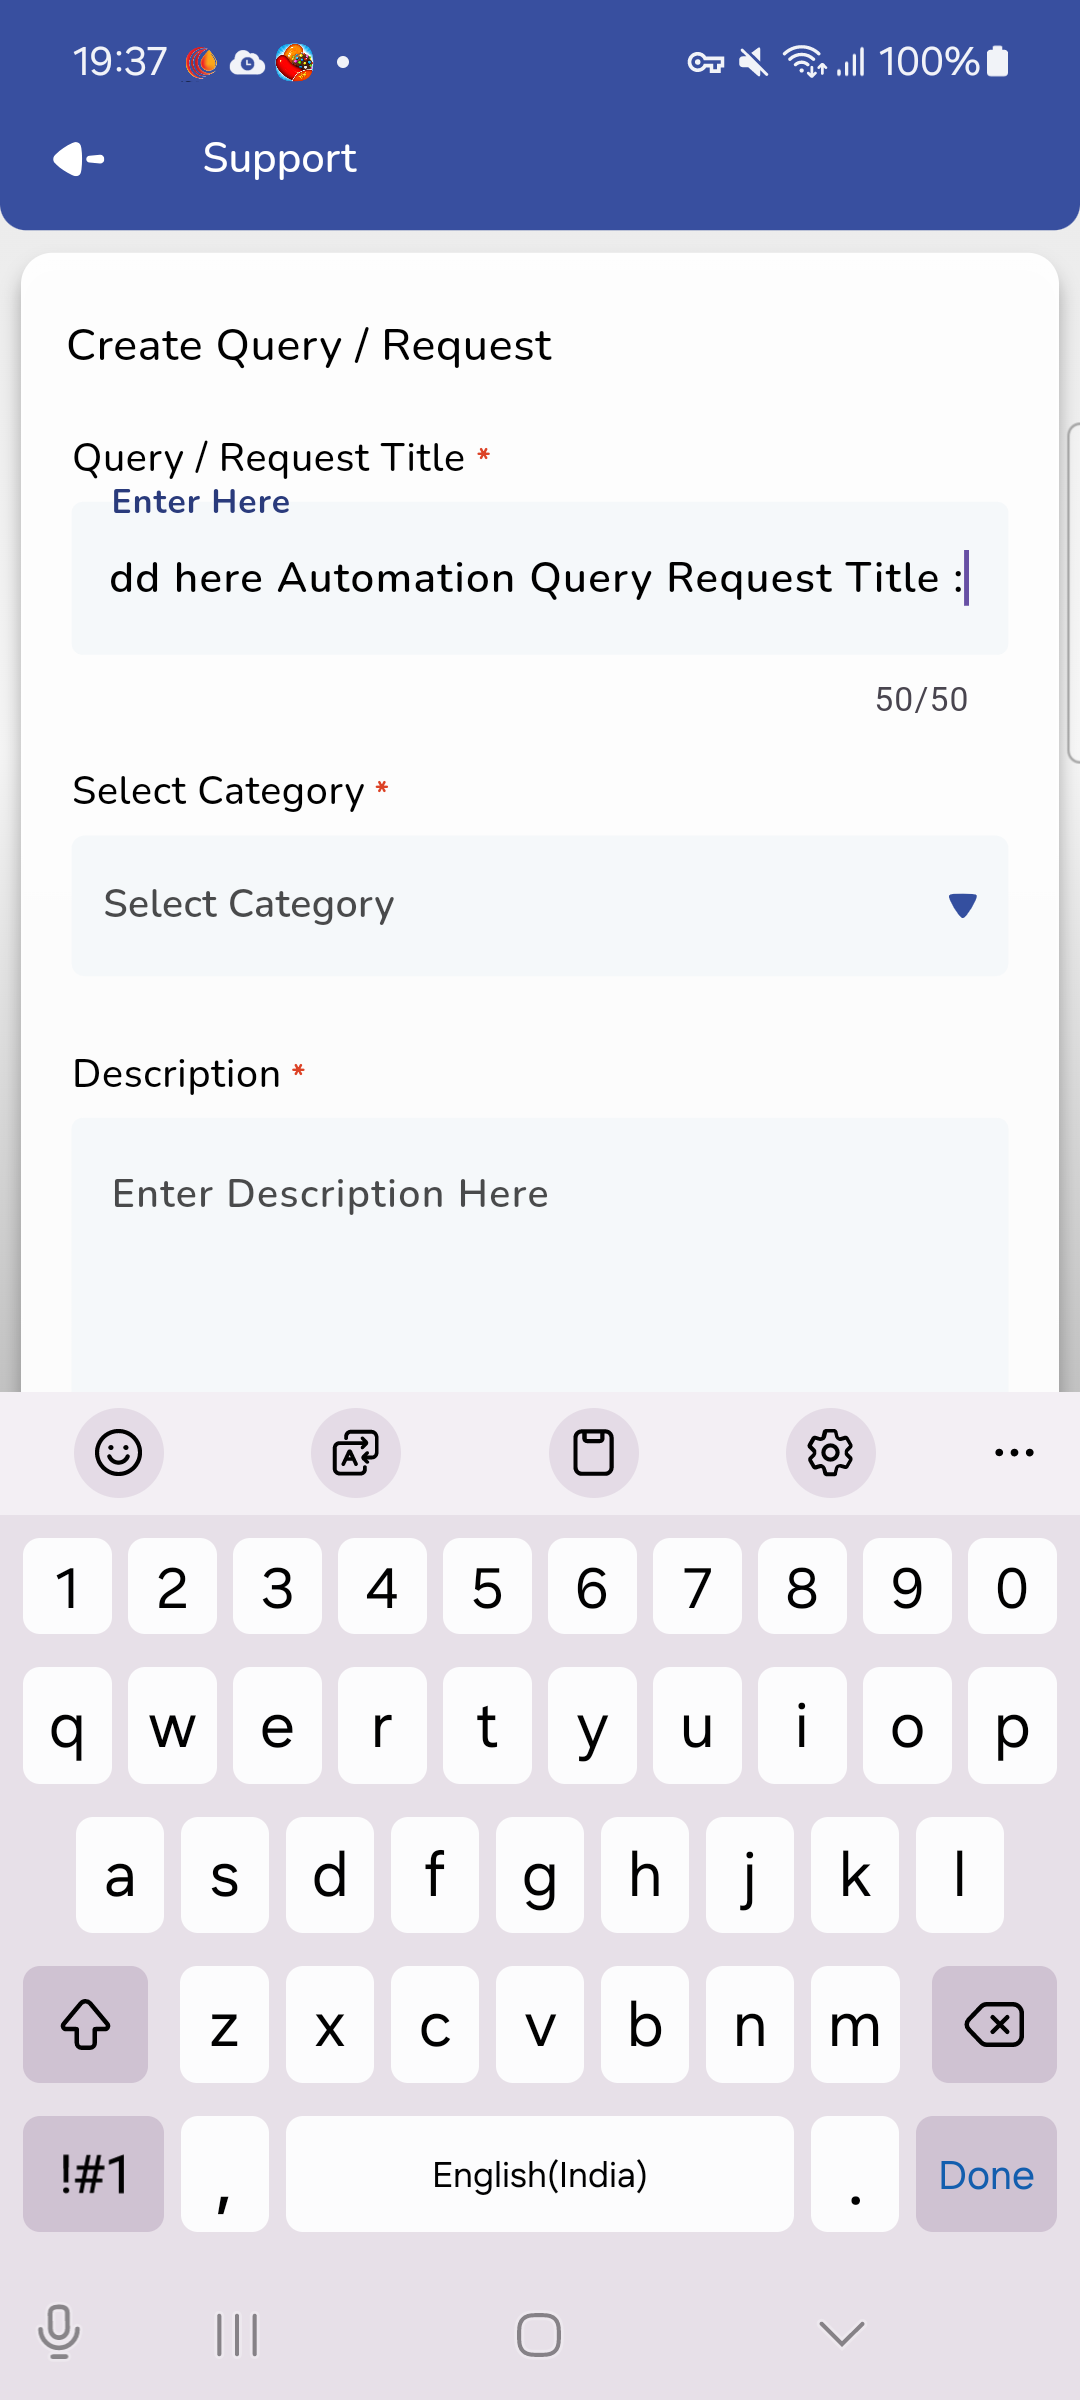 19:37
100%
Support
Create Query / Request
Query / Request Title *
Enter Here
dd here Automation Query Request Title :
50/50
Select Category *
Select Category
Description *
Enter Description Here
1 2 3 4 5 6 7 8 9 0
q w e r t y u i o p
a s d f g h j k l
z x c v b n m
!#1 , English(India) . Done